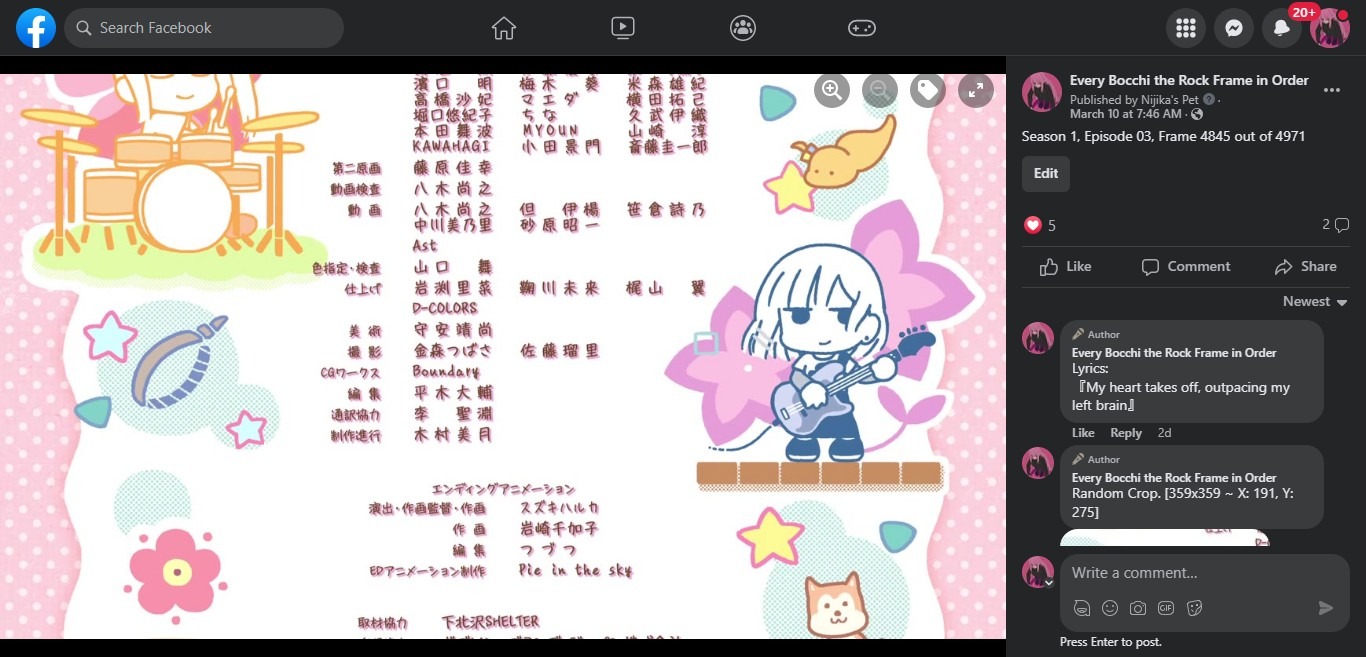 Search Facebook
20+
濱口 明 梅木 葵 米森雄紀
高橋沙妃 マエダ 横田拓己
堀口悠紀子 ちな 久武伊織
本田舞波 MYOUN 山崎 淳
KAWAHAGI 小田景門 斎藤圭一郎
第二原画 藤原佳幸
動画検査 八木尚之
動画 八木尚之 但 伊楊 笹倉詩乃
中川美乃里 砂原昭一
Ast
色指定・検査 山口 舞
仕上げ 岩渕里菜 鞠川未来 梶山 翼
D-COLORS
美術 守安靖尚
撮影 金森つばさ 佐藤瑠里
CGワークス Boundary
編集 平木大輔
通訳協力 李 聖淵
制作進行 木村美月
エンディングアニメーション
演出・作画監督・作画 スズキハルカ
作画 岩崎千加子
編集 つづつ
EDアニメーション制作 Pie in the sky
取材協力 下北沢SHELTER
Every Bocchi the Rock Frame in Order
Published by Nijika's Pet ·
March 10 at 7:46 AM ·
Season 1, Episode 03, Frame 4845 out of 4971
Edit
5
2
Like Comment Share
Newest
Author
Every Bocchi the Rock Frame in Order
Lyrics:
『My heart takes off, outpacing my
left brain』
Like Reply 2d
Author
Every Bocchi the Rock Frame in Order
Random Crop. [359x359 ~ X: 191, Y:
275]
Write a comment…
GIF
Press Enter to post.